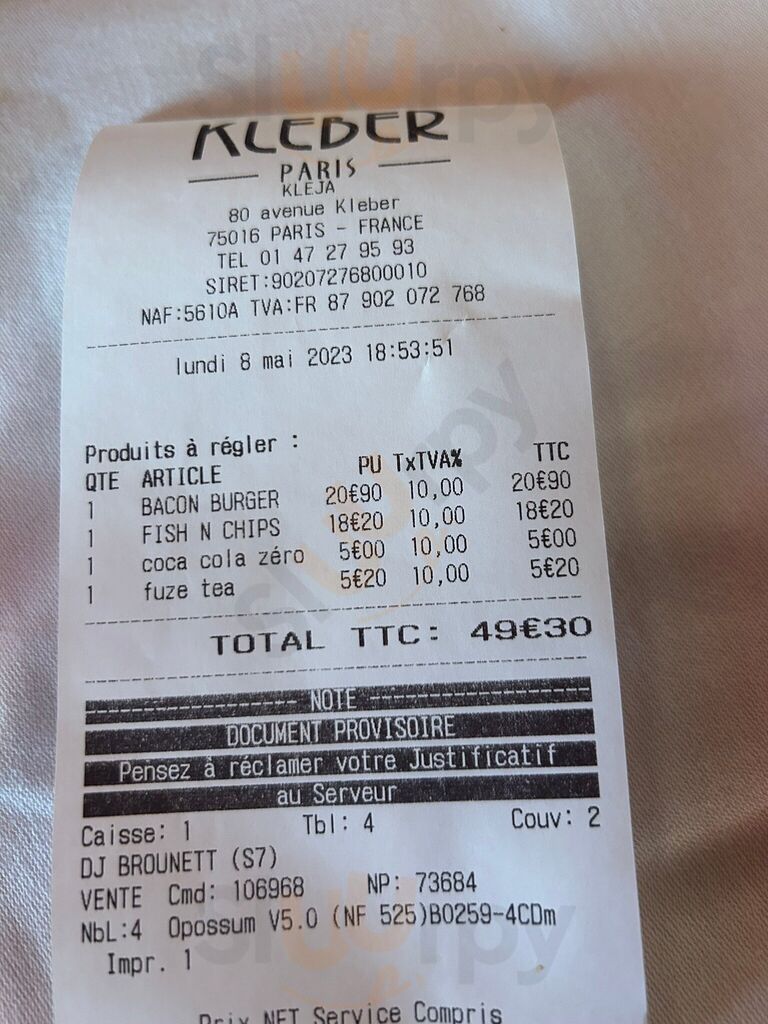 KLEBER
PARIS
KLEJA
80 avenue Kleber
75016 PARIS - FRANCE
TEL 01 47 27 95 93
SIRET:90207276800010
NAF:5610A TVA:FR 87 902 072 768
lundi 8 mai 2023 18:53:51
Produits à régler :
QTE ARTICLE PU TxTVA% TTC
1 BACON BURGER 20€90 10,00 20€90
1 FISH N CHIPS 18€20 10,00 18€20
1 coca cola zéro 5€00 10,00 5€00
1 fuze tea 5€20 10,00 5€20
TOTAL TTC: 49€30
NOTE
DOCUMENT PROVISOIRE
Pensez à réclamer votre Justificatif
au Serveur
Caisse: 1 Tbl: 4 Couv: 2
DJ BROUNETT (S7)
VENTE Cmd: 106968 NP: 73684
NbL:4 Opossum V5.0 (NF 525)B0259-4CDm
Impr. 1
Prix NET Service Compris
sluurpy
sluurpy
sluurpy